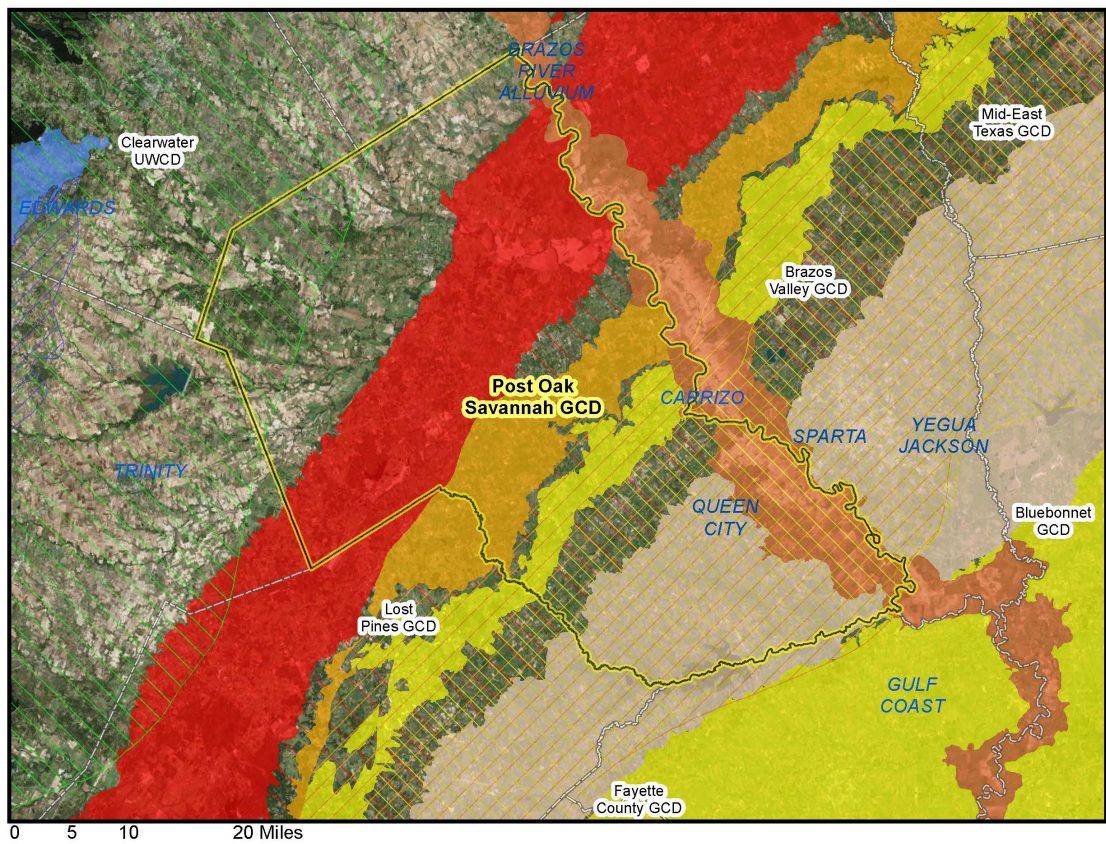 BRAZOS
RIVER
ALLUVIUM
Mid-East
Texas GCD
Clearwater
UWCD
EDWARDS
Brazos
Valley GCD
Post Oak
Savannah GCD
CARRIZO
SPARTA
YEGUA
JACKSON
TRINITY
QUEEN
CITY
Bluebonnet
GCD
Lost
Pines GCD
GULF
COAST
Fayette
County GCD
0 5 10 20 Miles